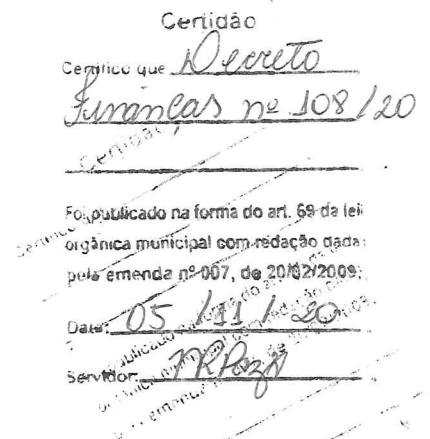 Certidão
Certifico que Decreto
Finanças nº 108/20
Foi publicado na forma do art. 69 da lei
orgânica municipal com redação dada
pela emenda nº 007, de 20/02/2009;
Data: 05 / 11 / 20
Servidor: